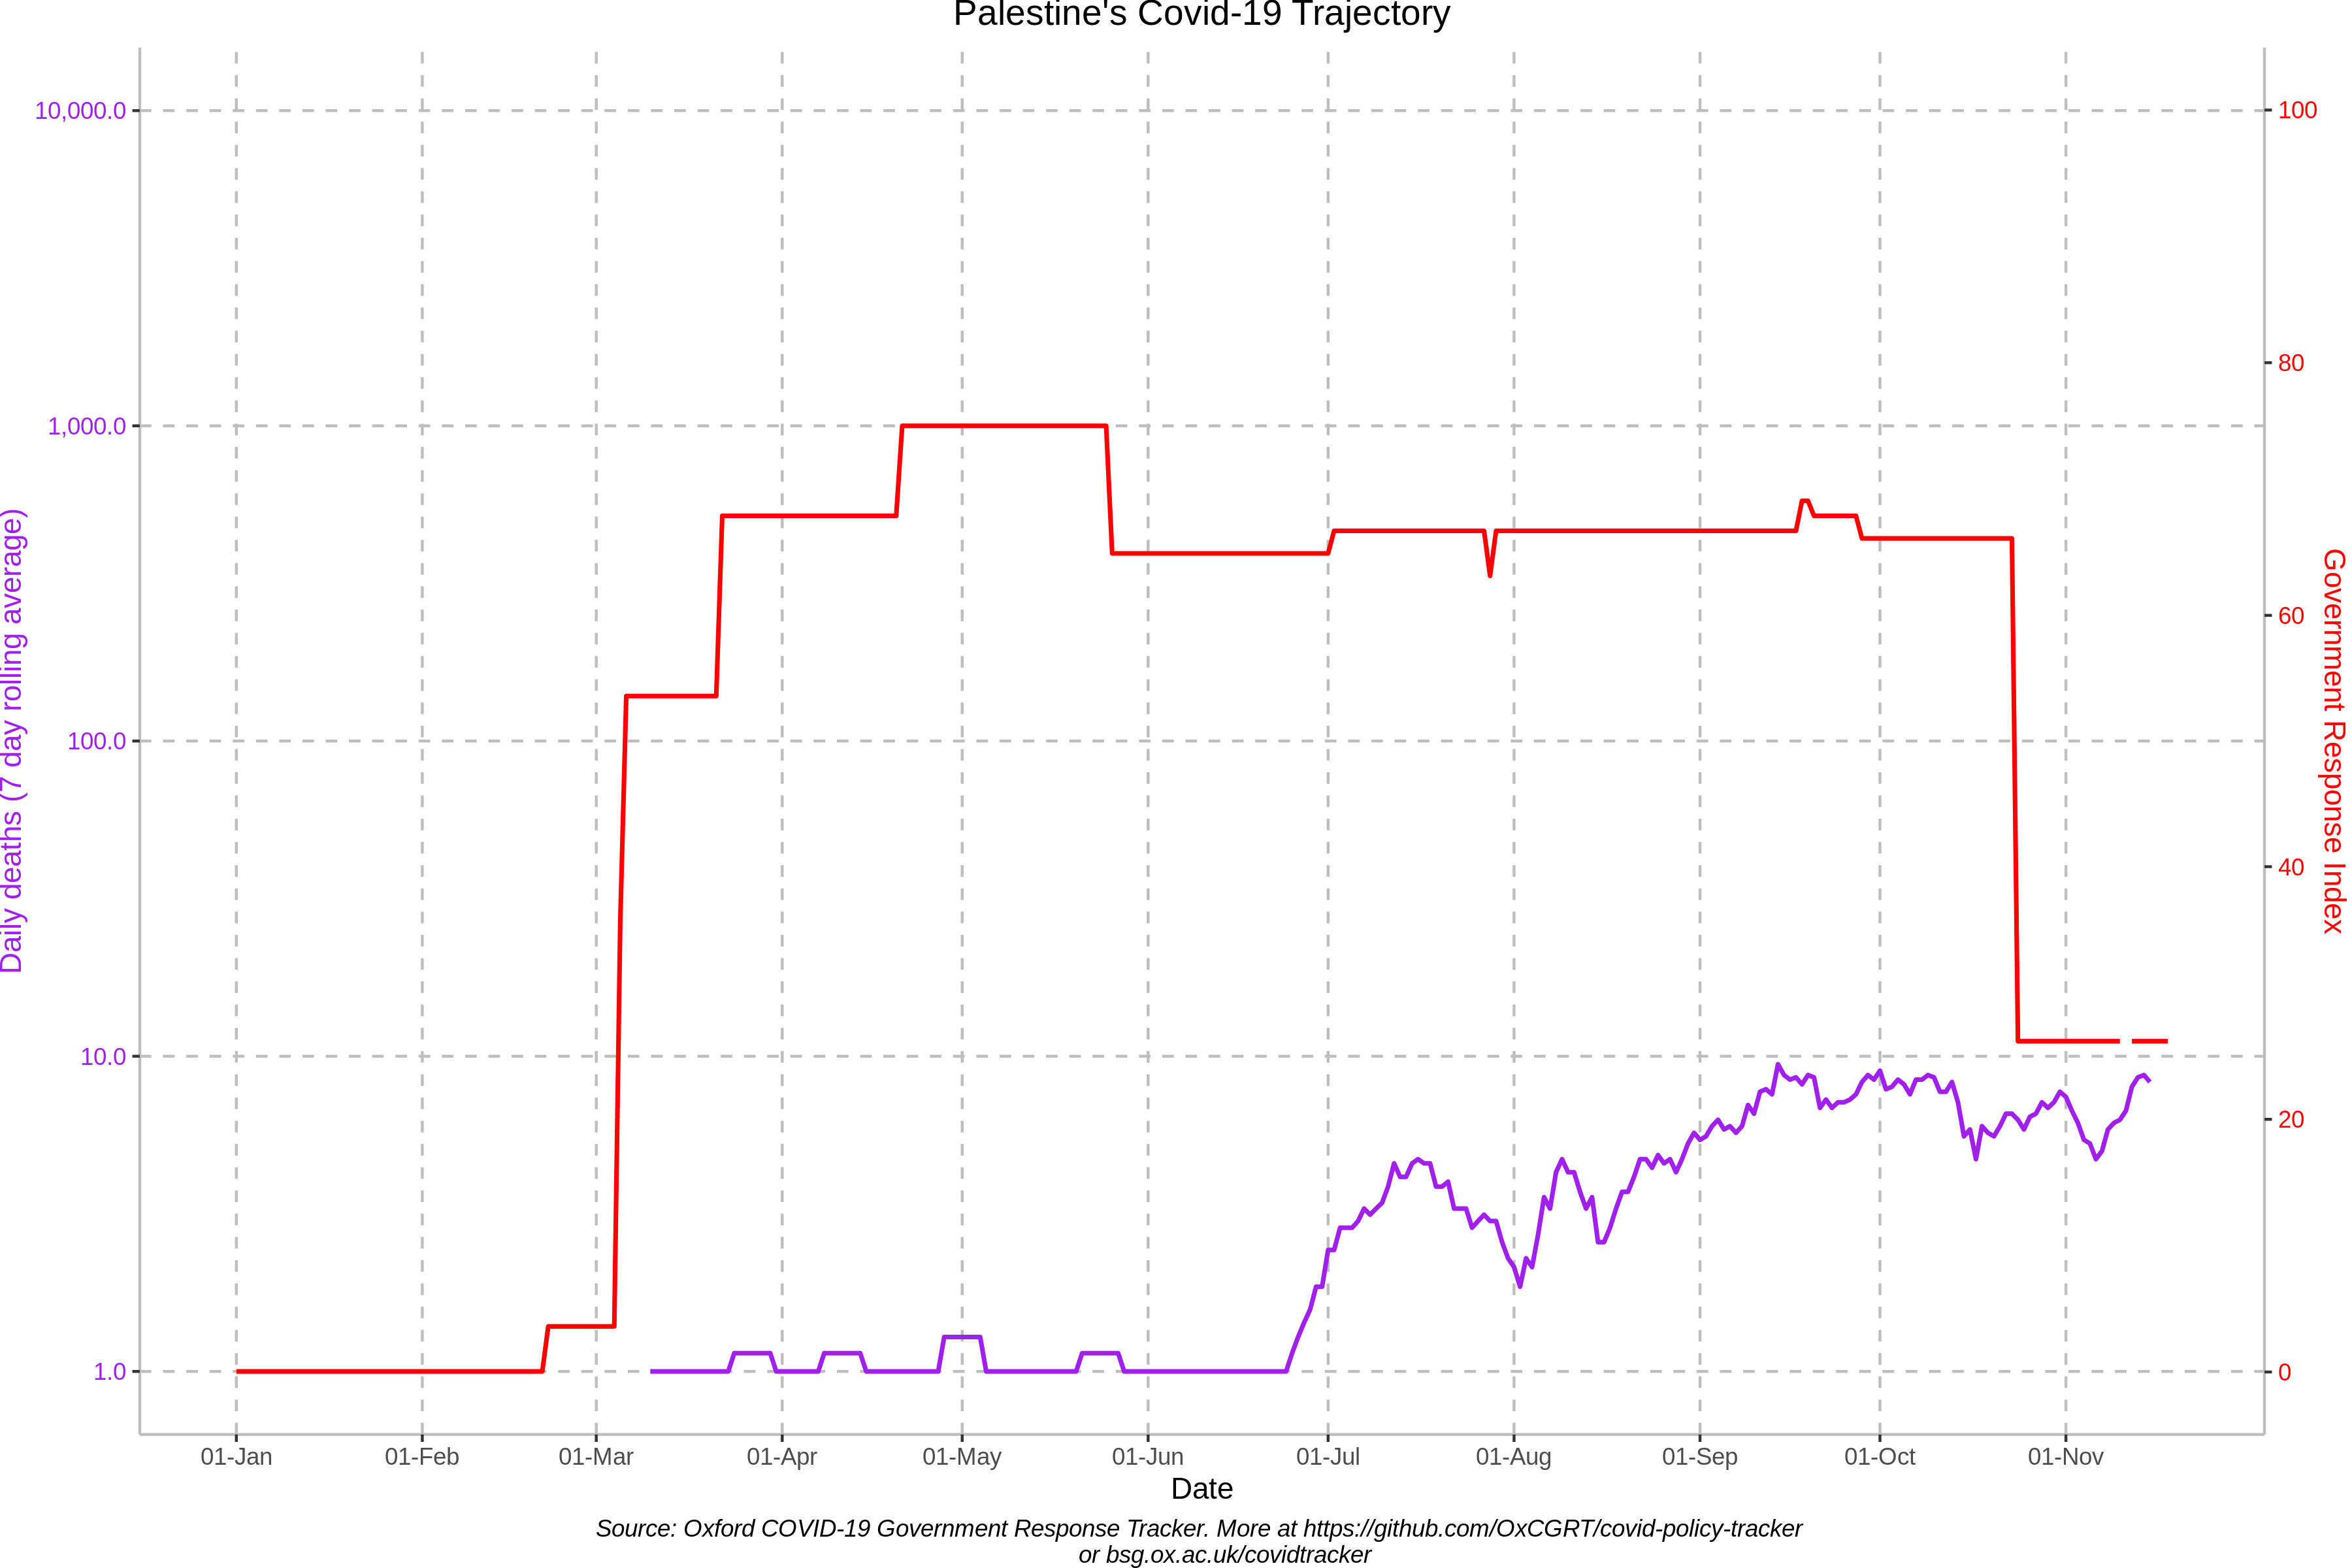 Palestine's Covid-19 Trajectory
10,000.0
1,000.0
100.0
10.0
1.0
Daily deaths (7 day rolling average)
100
80
60
40
20
0
Government Response Index
01-Jan 01-Feb 01-Mar 01-Apr 01-May 01-Jun 01-Jul 01-Aug 01-Sep 01-Oct 01-Nov
Date
Source: Oxford COVID-19 Government Response Tracker. More at https://github.com/OxCGRT/covid-policy-tracker
or bsg.ox.ac.uk/covidtracker